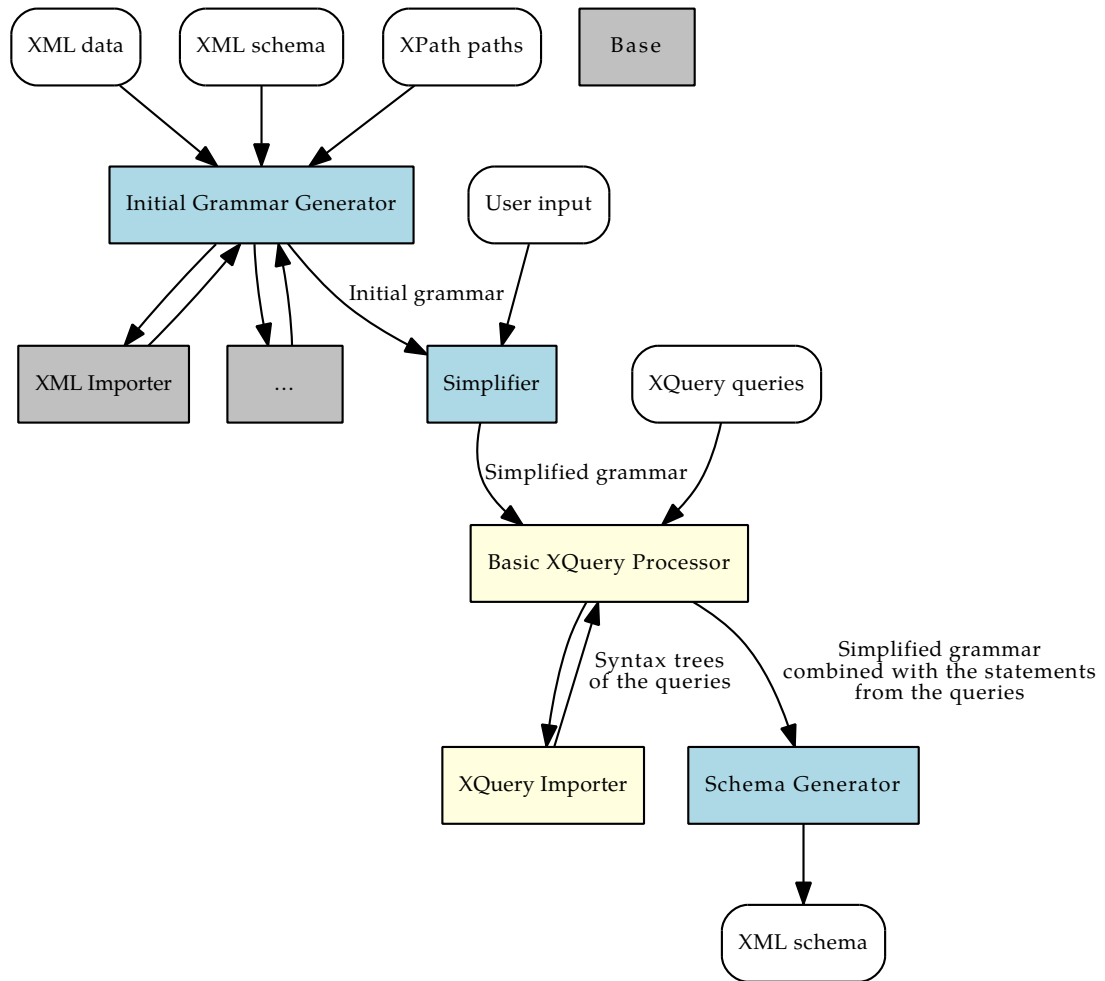 XML data
XML schema
XPath paths
Base
Initial Grammar Generator
User input
Initial grammar
XML Importer
...
Simplifier
XQuery queries
Simplified grammar
Basic XQuery Processor
Syntax trees
of the queries
Simplified grammar
combined with the statements
from the queries
XQuery Importer
Schema Generator
XML schema